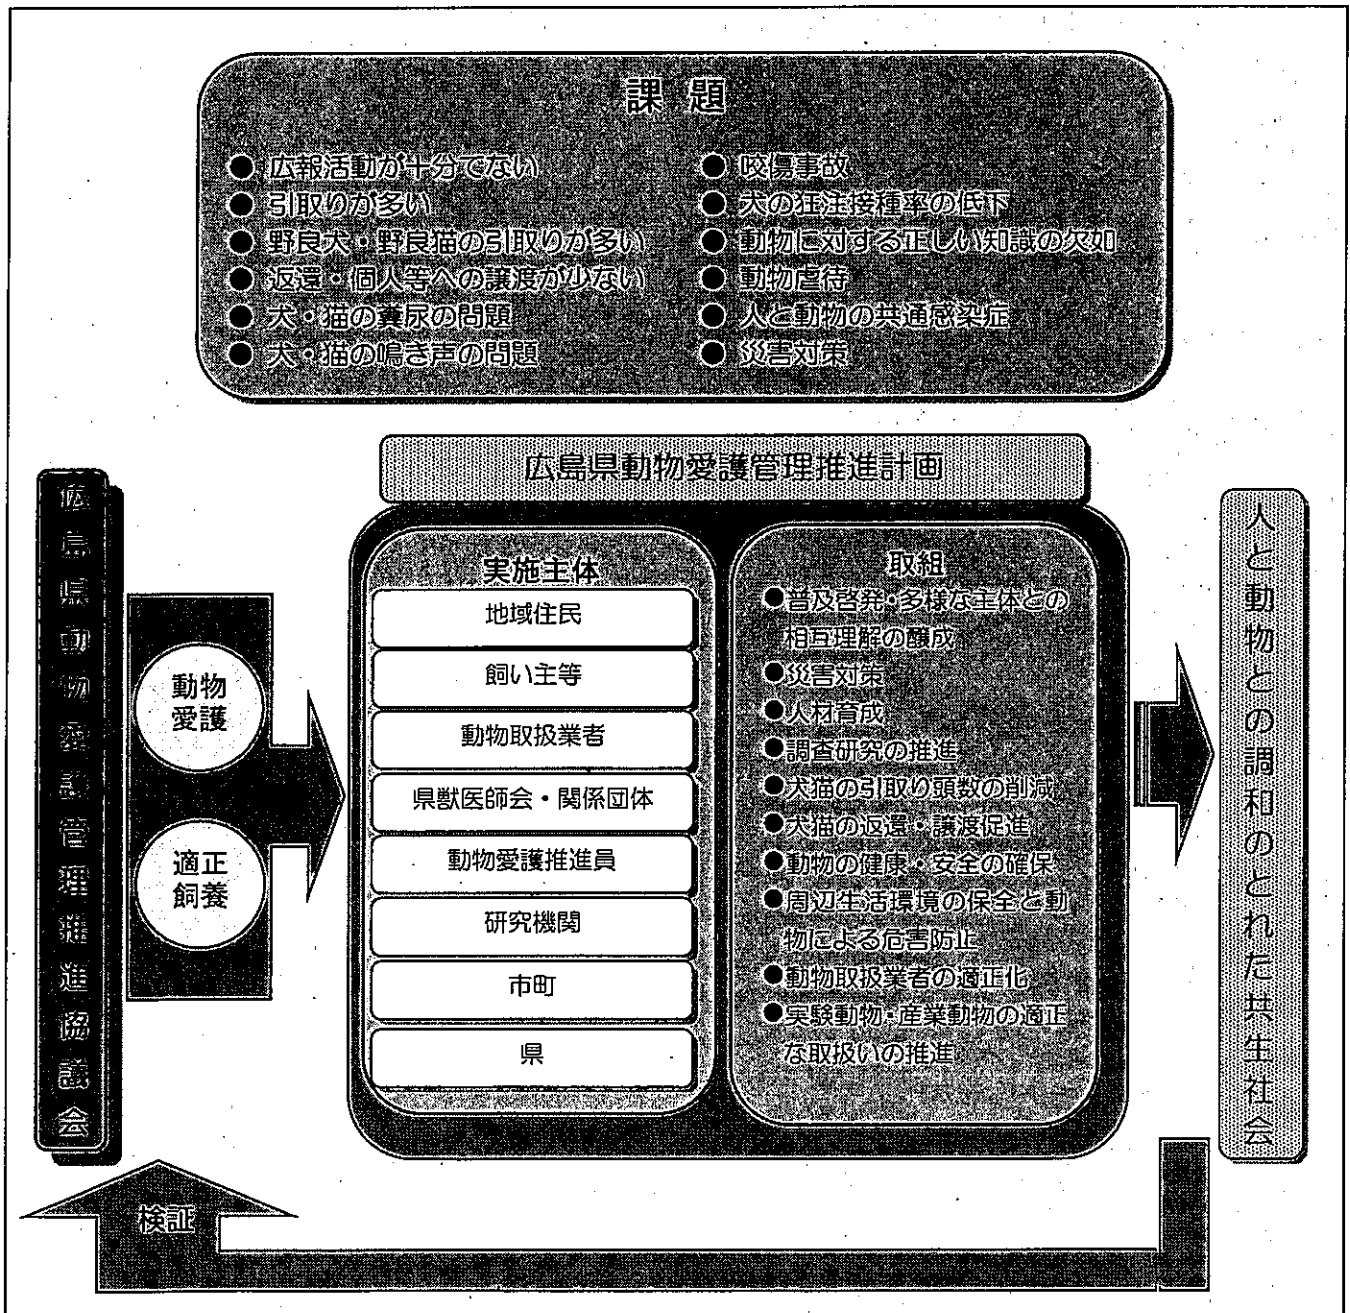 課題
● 広報活動が十分でない
● 引取りが多い
● 野良犬・野良猫の引取りが多い
● 返還・個人等への譲渡が少ない
● 犬・猫の糞尿の問題
● 犬・猫の鳴き声の問題
● 咬傷事故
● 犬の狂注接種率の低下
● 動物に対する正しい知識の欠如
● 動物虐待
● 人と動物の共通感染症
● 災害対策
広島県動物愛護管理推進協議会
動物
愛護
適正
飼養
広島県動物愛護管理推進計画
実施主体
地域住民
飼い主等
動物取扱業者
県獣医師会・関係団体
動物愛護推進員
研究機関
市町
県
取組
●普及啓発・多様な主体との
相互理解の醸成
●災害対策
●人材育成
●調査研究の推進
●犬猫の引取り頭数の削減
●犬猫の返還・譲渡促進
●動物の健康・安全の確保
●周辺生活環境の保全と動
物による危害防止
●動物取扱業者の適正化
●実験動物・産業動物の適正
な取扱いの推進
人と動物との調和のとれた共生社会
検証